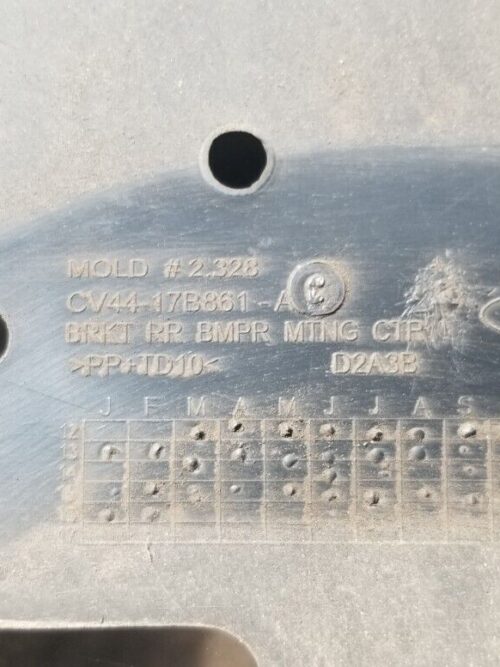 MOLD # 2.328
CV44-17B861-A C
BRKT RR BMPR MTNG CTR
>PP+TD10< D2A3B
J F M A M J J A S